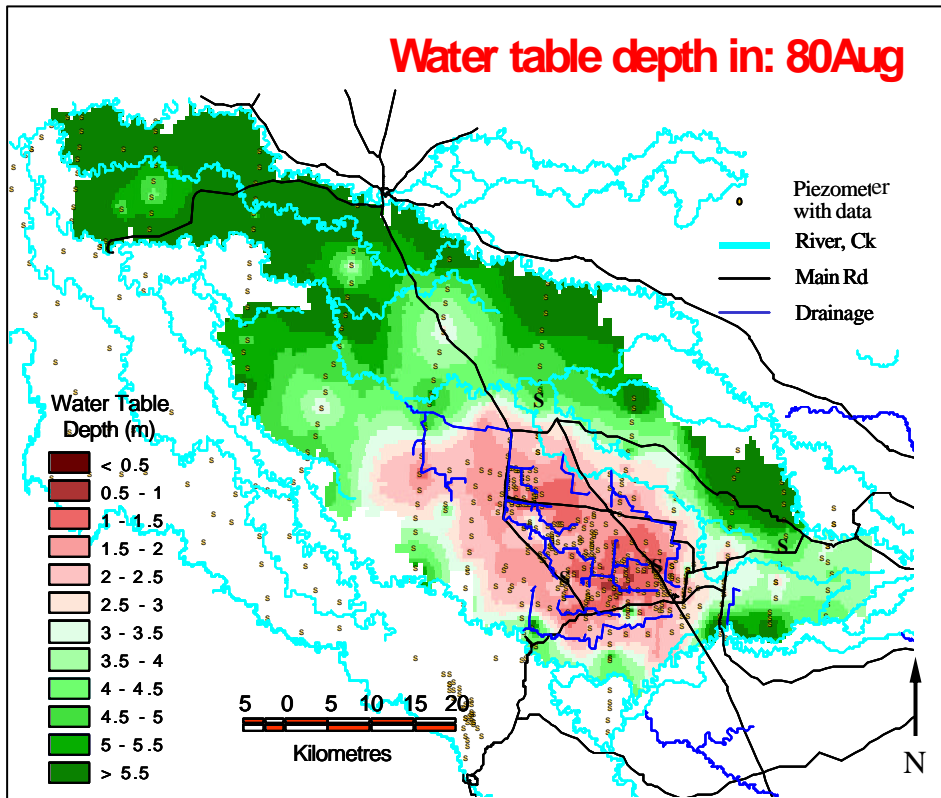 Water table depth in: 80Aug
Piezometer
with data
River, Ck
Main Rd
Drainage
Water Table
Depth (m)
< 0.5
0.5 - 1
1 - 1.5
1.5 - 2
2 - 2.5
2.5 - 3
3 - 3.5
3.5 - 4
4 - 4.5
4.5 - 5
5 - 5.5
> 5.5
5 0 5 10 15 20
Kilometres
N